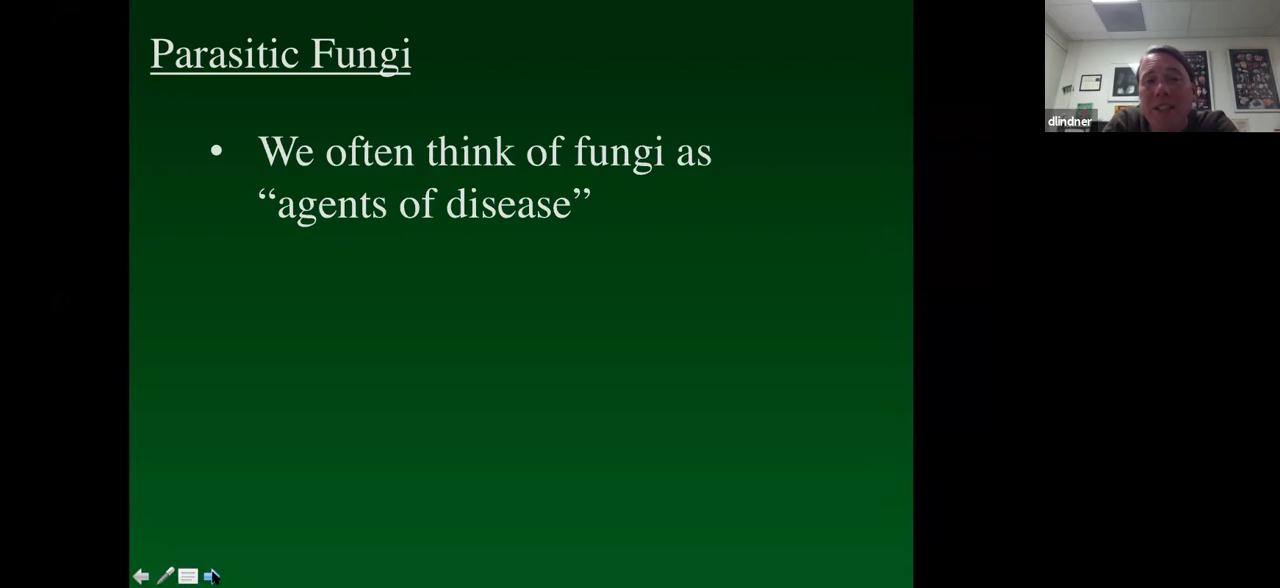 Parasitic Fungi
• We often think of fungi as
“agents of disease”
dlindner